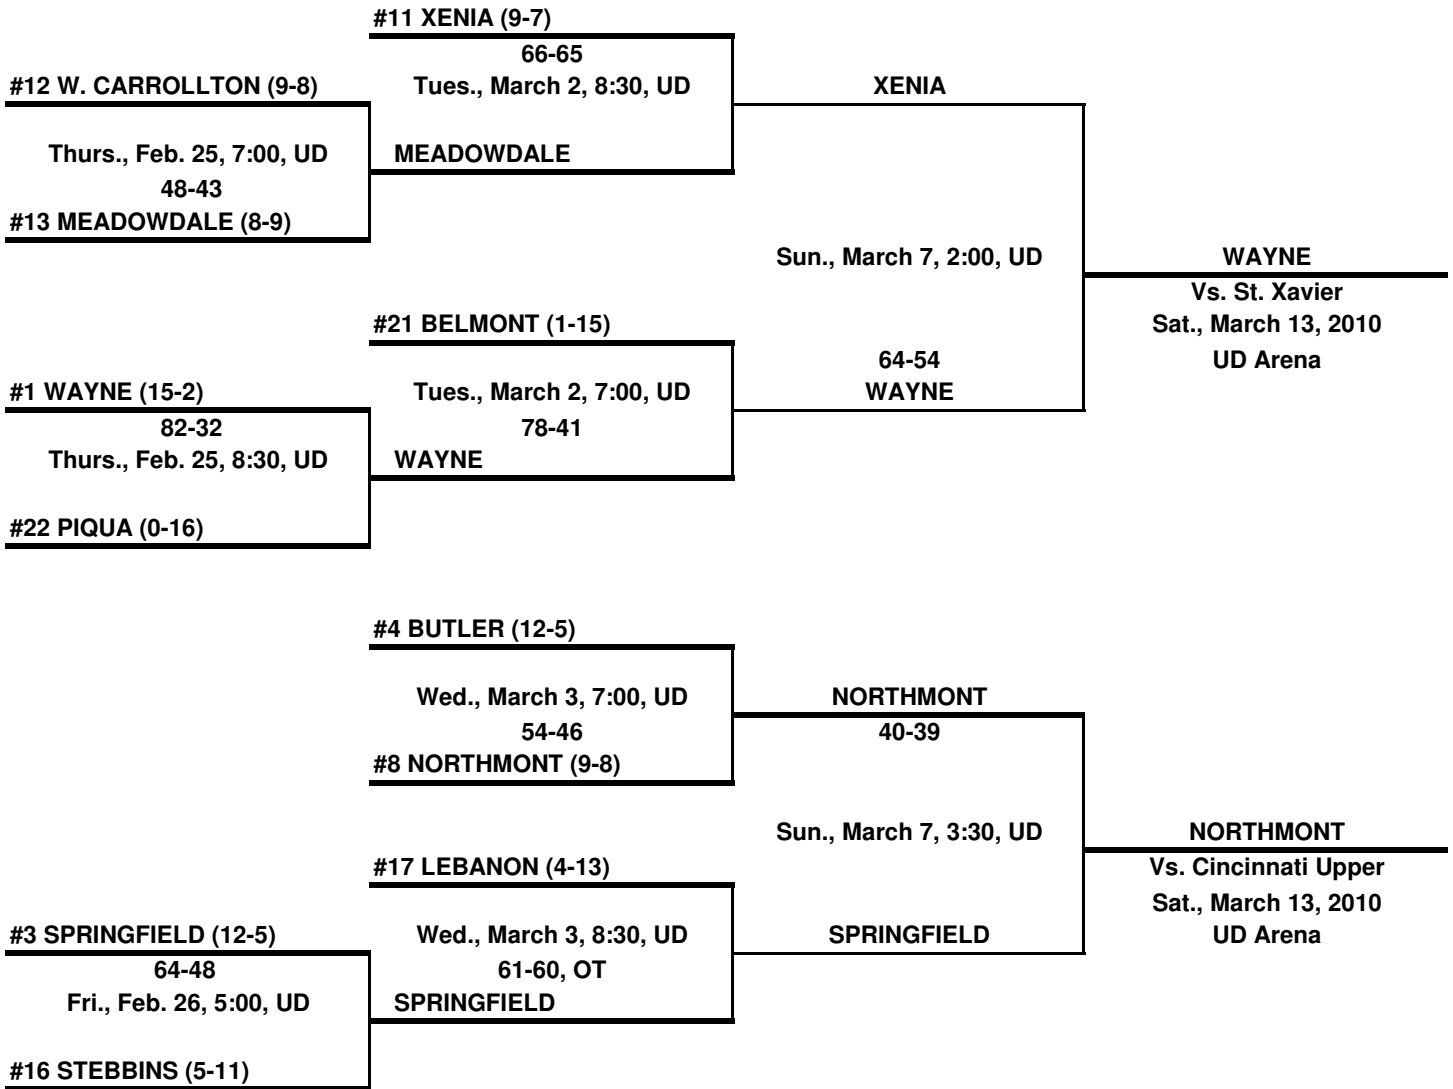 #11 XENIA (9-7)
66-65
#12 W. CARROLLTON (9-8)
Tues., March 2, 8:30, UD
XENIA
Thurs., Feb. 25, 7:00, UD
MEADOWDALE
48-43
#13 MEADOWDALE (8-9)
Sun., March 7, 2:00, UD
WAYNE
Vs. St. Xavier
#21 BELMONT (1-15)
Sat., March 13, 2010
64-54
UD Arena
#1 WAYNE (15-2)
Tues., March 2, 7:00, UD
WAYNE
82-32
78-41
Thurs., Feb. 25, 8:30, UD
WAYNE
#22 PIQUA (0-16)
#4 BUTLER (12-5)
Wed., March 3, 7:00, UD
NORTHMONT
54-46
40-39
#8 NORTHMONT (9-8)
Sun., March 7, 3:30, UD
NORTHMONT
#17 LEBANON (4-13)
Vs. Cincinnati Upper
Sat., March 13, 2010
#3 SPRINGFIELD (12-5)
Wed., March 3, 8:30, UD
SPRINGFIELD
UD Arena
64-48
61-60, OT
Fri., Feb. 26, 5:00, UD
SPRINGFIELD
#16 STEBBINS (5-11)